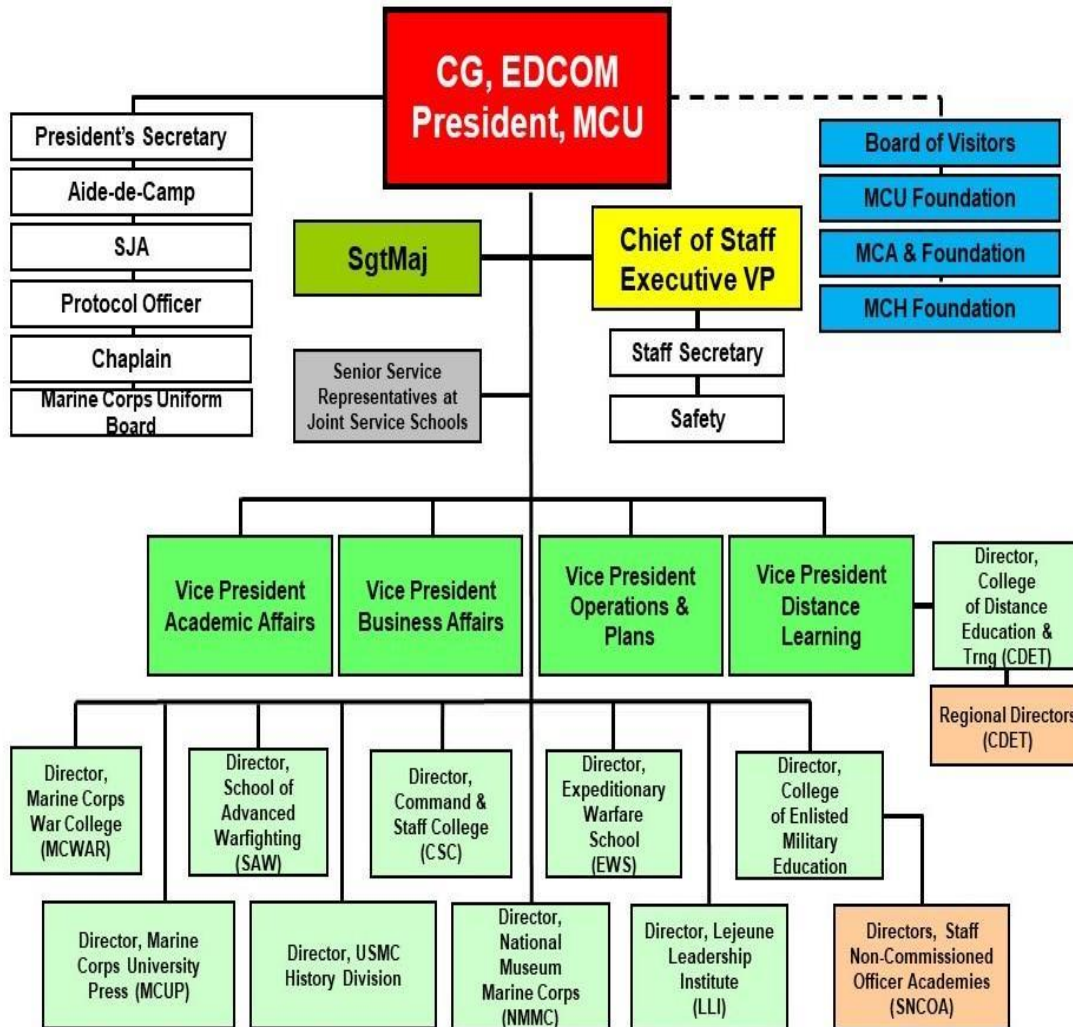 CG, EDCOM
President, MCU
President's Secretary
Aide-de-Camp
SJA
Protocol Officer
Chaplain
Marine Corps Uniform
Board
Board of Visitors
MCU Foundation
MCA & Foundation
MCH Foundation
SgtMaj
Chief of Staff
Executive VP
Senior Service
Representatives at
Joint Service Schools
Staff Secretary
Safety
Vice President
Academic Affairs
Vice President
Business Affairs
Vice President
Operations &
Plans
Vice President
Distance
Learning
Director,
College
of Distance
Education &
Trng (CDET)
Regional Directors
(CDET)
Director,
Marine Corps
War College
(MCWAR)
Director,
School of
Advanced
Warfighting
(SAW)
Director,
Command &
Staff College
(CSC)
Director,
Expeditionary
Warfare
School
(EWS)
Director,
College
of Enlisted
Military
Education
Director, Marine
Corps University
Press (MCUP)
Director, USMC
History Division
Director,
National
Museum
Marine Corps
(NMMC)
Director, Lejeune
Leadership
Institute
(LLI)
Directors, Staff
Non-Commissioned
Officer Academies
(SNCOA)